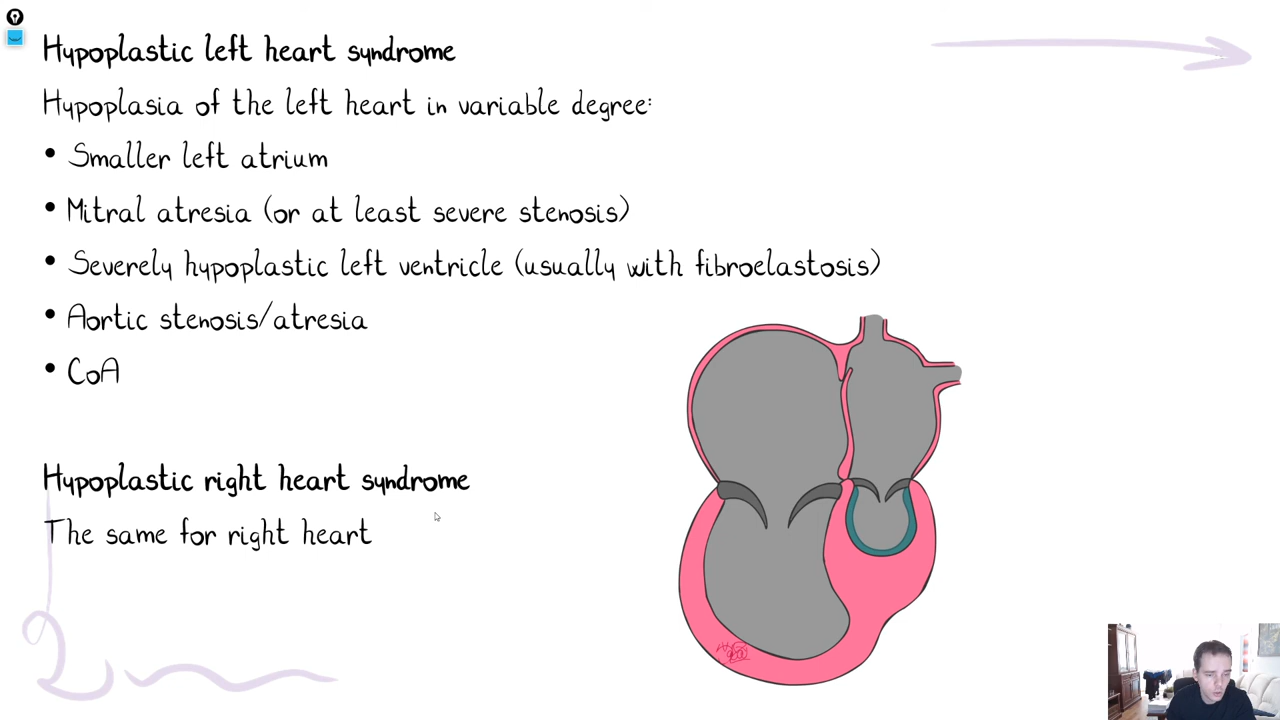 Hypoplastic left heart syndrome
Hypoplasia of the left heart in variable degree:
• Smaller left atrium
• Mitral atresia (or at least severe stenosis)
• Severely hypoplastic left ventricle (usually with fibroelastosis)
• Aortic stenosis/atresia
• CoA
Hypoplastic right heart syndrome
The same for right heart